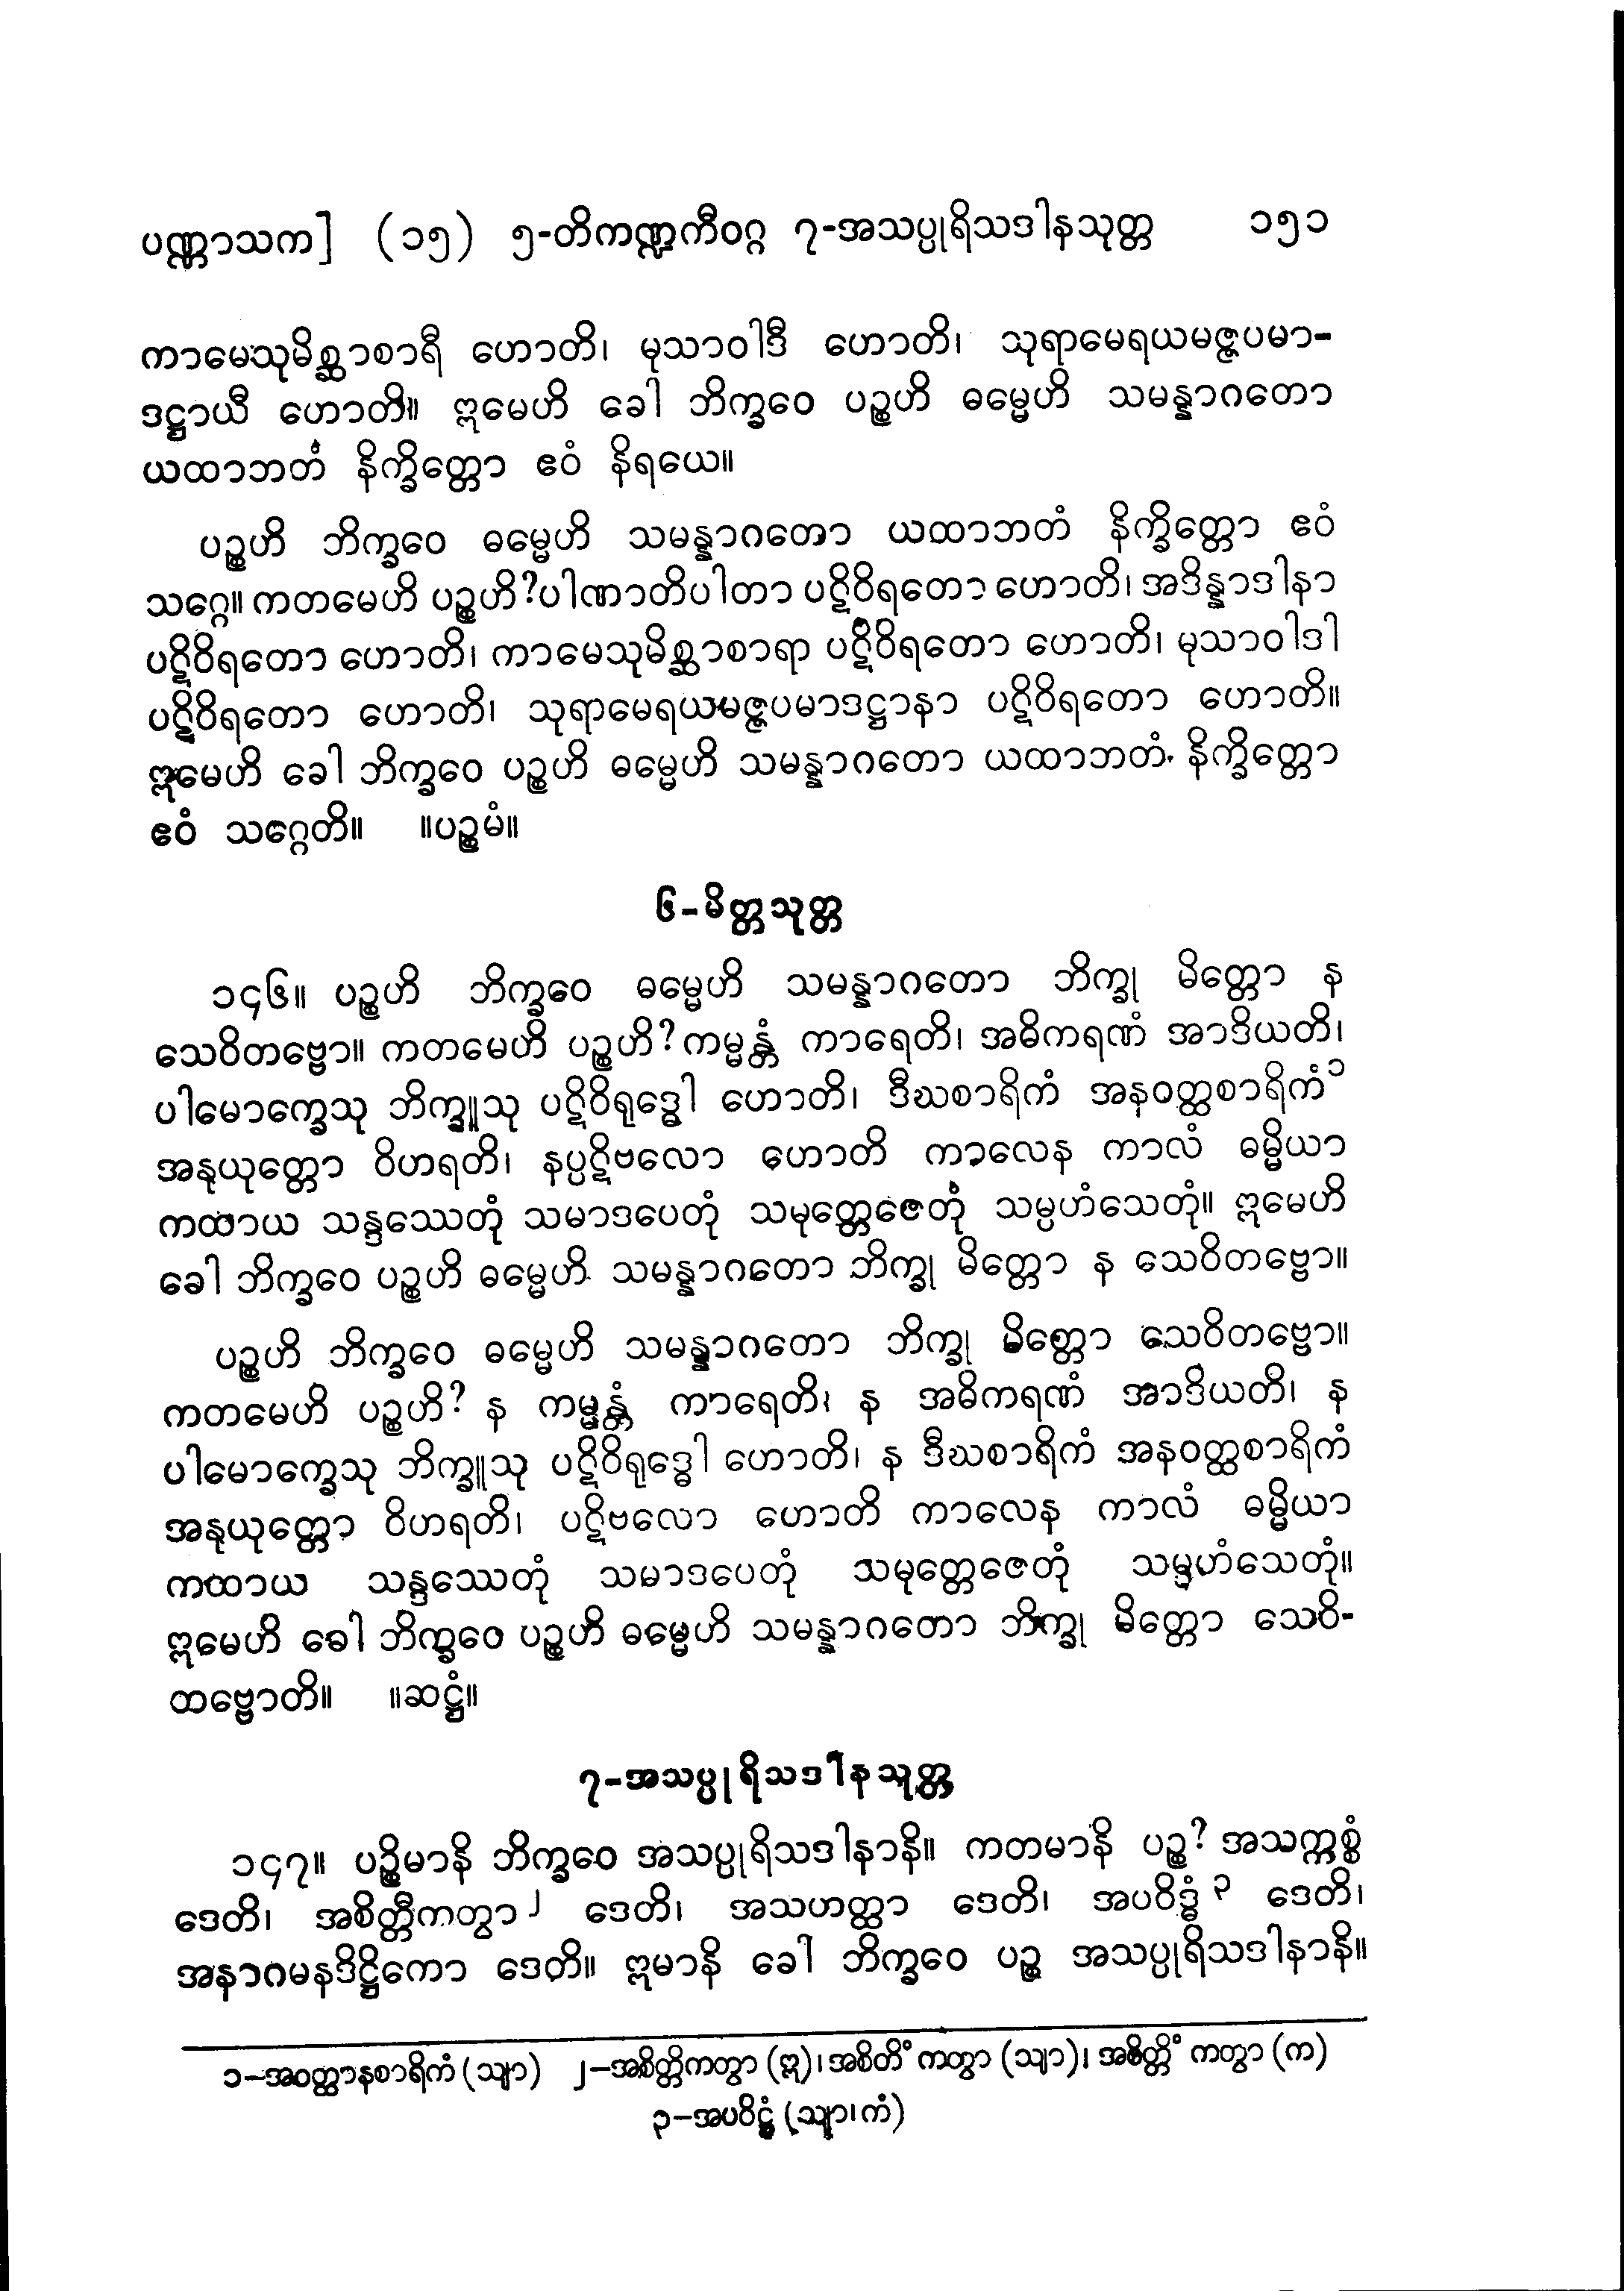 ပဏ္ဏာသက] (၁၅) ၅-တိကဏ္ဍကီဝဂ္ဂ ၇-အသပ္ပုရိသဒါနသုတ္တ ၁၅၁
ကာမေသုမိစ္ဆာစာရီ ဟောတိ၊ မုသာဝါဒီ ဟောတိ၊ သုရာမေရယမဇ္ဇပမာ-
ဒဋ္ဌာယီ ဟောတိ။ ဣမေဟိ ခေါ ဘိက္ခဝေ ပဉ္စဟိ ဓမ္မေဟိ သမန္နာဂတော
ယထာဘတံ နိက္ခိတ္တော ဧဝံ နိရယေ။
ပဉ္စဟိ ဘိက္ခဝေ ဓမ္မေဟိ သမန္နာဂတော ယထာဘတံ နိက္ခိတ္တော ဧဝံ
သဂ္ဂေ။ ကတမေဟိ ပဉ္စဟိ?ပါဏာတိပါတာ ပဋိဝိရတော ဟောတိ၊ အဒိန္နာဒါနာ
ပဋိဝိရတော ဟောတိ၊ ကာမေသုမိစ္ဆာစာရာ ပဋိဝိရတော ဟောတိ၊ မုသာဝါဒါ
ပဋိဝိရတော ဟောတိ၊ သုရာမေရယမဇ္ဇပမာဒဋ္ဌာနာ ပဋိဝိရတော ဟောတိ။
ဣမေဟိ ခေါ ဘိက္ခဝေ ပဉ္စဟိ ဓမ္မေဟိ သမန္နာဂတော ယထာဘတံ နိက္ခိတ္တော
ဧဝံ သဂ္ဂေတိ။ ။ပဉ္စမံ။
၆-မိတ္တသုတ္တ
၁၄၆။ ပဉ္စဟိ ဘိက္ခဝေ ဓမ္မေဟိ သမန္နာဂတော ဘိက္ခု မိတ္တော န
သေဝိတဗ္ဗော။ ကတမေဟိ ပဉ္စဟိ?ကမ္မန္တံ ကာရေတိ၊ အဓိကရဏံ အာဒိယတိ၊
ပါမောက္ခေသု ဘိက္ခူသု ပဋိဝိရုဒ္ဓေါ ဟောတိ၊ ဒီဃစာရိကံ အနဝတ္ထစာရိကံ၁
အနုယုတ္တော ဝိဟရတိ၊ နပ္ပဋိဗလော ဟောတိ ကာလေန ကာလံ ဓမ္မိယာ
ကထာယ သန္ဒဿေတုံ သမာဒပေတုံ သမုတ္တေဇေတုံ သမ္ပဟံသေတုံ။ ဣမေဟိ
ခေါ ဘိက္ခဝေ ပဉ္စဟိ ဓမ္မေဟိ သမန္နာဂတော ဘိက္ခု မိတ္တော န သေဝိတဗ္ဗော။
ပဉ္စဟိ ဘိက္ခဝေ ဓမ္မေဟိ သမန္နာဂတော ဘိက္ခု မိတ္တော သေဝိတဗ္ဗော။
ကတမေဟိ ပဉ္စဟိ? န ကမ္မန္တံ ကာရေတိ၊ န အဓိကရဏံ အာဒိယတိ၊ န
ပါမောက္ခေသု ဘိက္ခူသု ပဋိဝိရုဒ္ဓေါ ဟောတိ၊ န ဒီဃစာရိကံ အနဝတ္ထစာရိကံ
အနုယုတ္တော ဝိဟရတိ၊ ပဋိဗလော ဟောတိ ကာလေန ကာလံ ဓမ္မိယာ
ကထာယ သန္ဒဿေတုံ သမာဒပေတုံ သမုတ္တေဇေတုံ သမ္ပဟံသေတုံ။
ဣမေဟိ ခေါ ဘိက္ခဝေ ပဉ္စဟိ ဓမ္မေဟိ သမန္နာဂတော ဘိက္ခု မိတ္တော သေဝိ-
တဗ္ဗောတိ။ ။ဆဋ္ဌံ။
၇-အသပ္ပုရိသဒါနသုတ္တ
၁၄၇။ ပဉ္စိမာနိ ဘိက္ခဝေ အသပ္ပုရိသဒါနာနိ။ ကတမာနိ ပဉ္စ? အသက္ကစ္စံ
ဒေတိ၊ အစိတ္တီကတွာ၂ ဒေတိ၊ အသဟတ္ထာ ဒေတိ၊ အပဝိဒ္ဓံ၃ ဒေတိ၊
အနာဂမနဒိဋ္ဌိကော ဒေတိ။ ဣမာနိ ခေါ ဘိက္ခဝေ ပဉ္စ အသပ္ပုရိသဒါနာနိ။
၁–အဝတ္ထာနစာရိကံ (သျာ) ၂–အစိတ္တိကတွာ (ဣ)၊ အစိတိံ ကတွာ (သျာ)၊ အစိတ္တိံ ကတွာ (က)
၃–အပဝိဋ္ဌံ (သျာ၊ကံ)